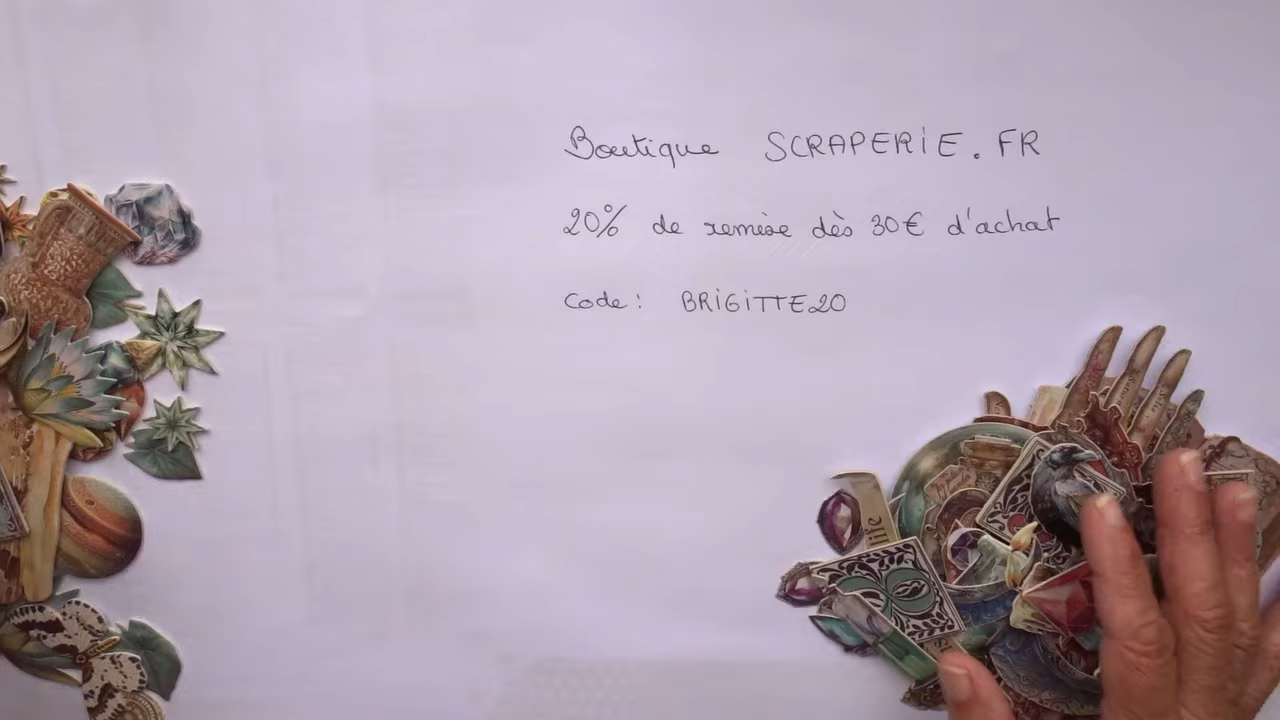 Boutique SCRAPERiE.FR
20% de remise dès 30€ d'achat
Code : BRiGiTTE20